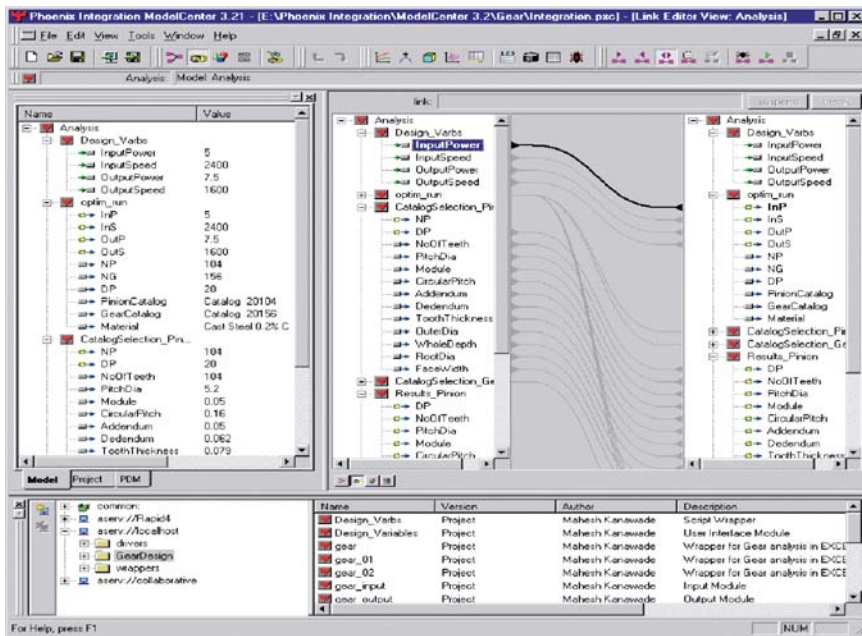 Phoenix Integration ModelCenter 3.21 - [E:\Phoenix Integration\ModelCenter 3.2\Gear\Integration.pxc] - [Link Editor View: Analysis]
File Edit View Tools Window Help
Analysis: Model: Analysis
Name Value
Analysis
Design_Varbs
InputPower 5
InputSpeed 2400
OutputPower 7.5
OutputSpeed 1600
optim_run
InP 5
InS 2400
OutP 7.5
OutS 1600
NP 104
NG 156
DP 20
PinionCatalog Catalog 20104
GearCatalog Catalog 20156
Material Cast Steel 0.2% C
CatalogSelection_Pin...
NP 104
DP 20
NoOfTeeth 104
PitchDia 5.2
Module 0.05
CircularPitch 0.16
Addendum 0.05
Dedendum 0.062
ToothThickness 0.079
Model Project PDM
link:
suspend break
Analysis
Design_Varbs
InputPower
InputSpeed
OutputPower
OutputSpeed
optim_run
CatalogSelection_Pir
NP
DP
NoOfTeeth
PitchDia
Module
CircularPitch
Addendum
Dedendum
ToothThickness
OuterDia
WholeDepth
RootDia
FaceWidth
CatalogSelection_Ge
Results_Pinion
DP
NoOfTeeth
PitchDia
Module
CircularPitch
Analysis
Design_Varbs
InputPower
InputSpeed
OutputPower
OutputSpeed
optim_run
InP
InS
OutP
OutS
NP
NG
DP
PinionCatalog
GearCatalog
Material
CatalogSelection_Pir
CatalogSelection_Ge
Results_Pinion
DP
NoOfTeeth
PitchDia
Module
CircularPitch
Addendum
Dedendum
ToothThickness
common:
aserv://Rapid4
aserv://localhost
drivers
GearDesign
wrappers
aserv://collaborative
Name Version Author Description
Design_Varbs Project Mahesh Kanawade Script Wrapper
Design_Variables Project Mahesh Kanawade User Interface Module
gear Project Mahesh Kanawade Wrapper for Gear analysis in EXCE
gear_01 Project Mahesh Kanawade Wrapper for Gear analysis in EXCE
gear_02 Project Mahesh Kanawade Wrapper for Gear analysis in EXCE
gear_input Project Mahesh Kanawade Input Module
gear_output Project Mahesh Kanawade Output Module
For Help, press F1
NUM